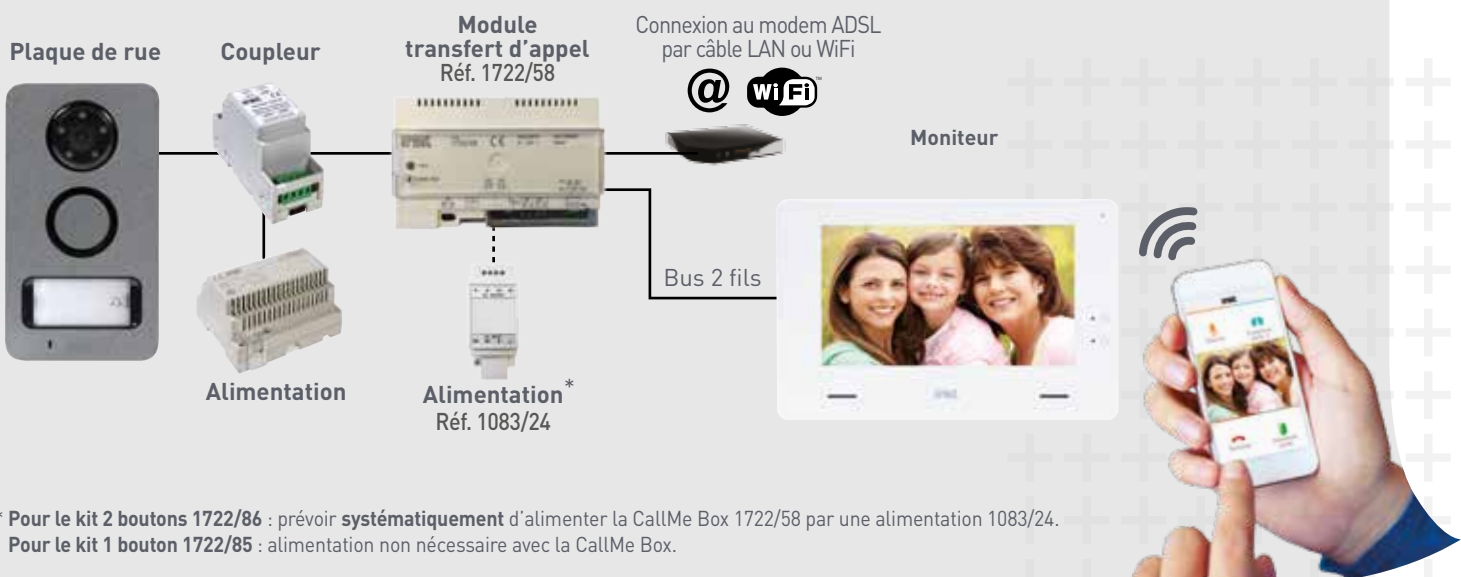 Plaque de rue
Coupleur
Module
transfert d'appel
Réf. 1722/58
Connexion au modem ADSL
par câble LAN ou WiFi
@ WiFi
Moniteur
Bus 2 fils
Alimentation
Alimentation*
Réf. 1083/24
* Pour le kit 2 boutons 1722/86 : prévoir systématiquement d'alimenter la CallMe Box 1722/58 par une alimentation 1083/24.
Pour le kit 1 bouton 1722/85 : alimentation non nécessaire avec la CallMe Box.